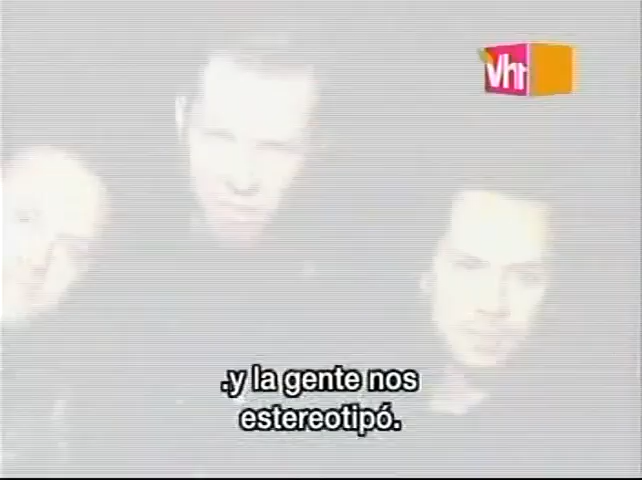 vh1
.y la gente nos
estereotipó.